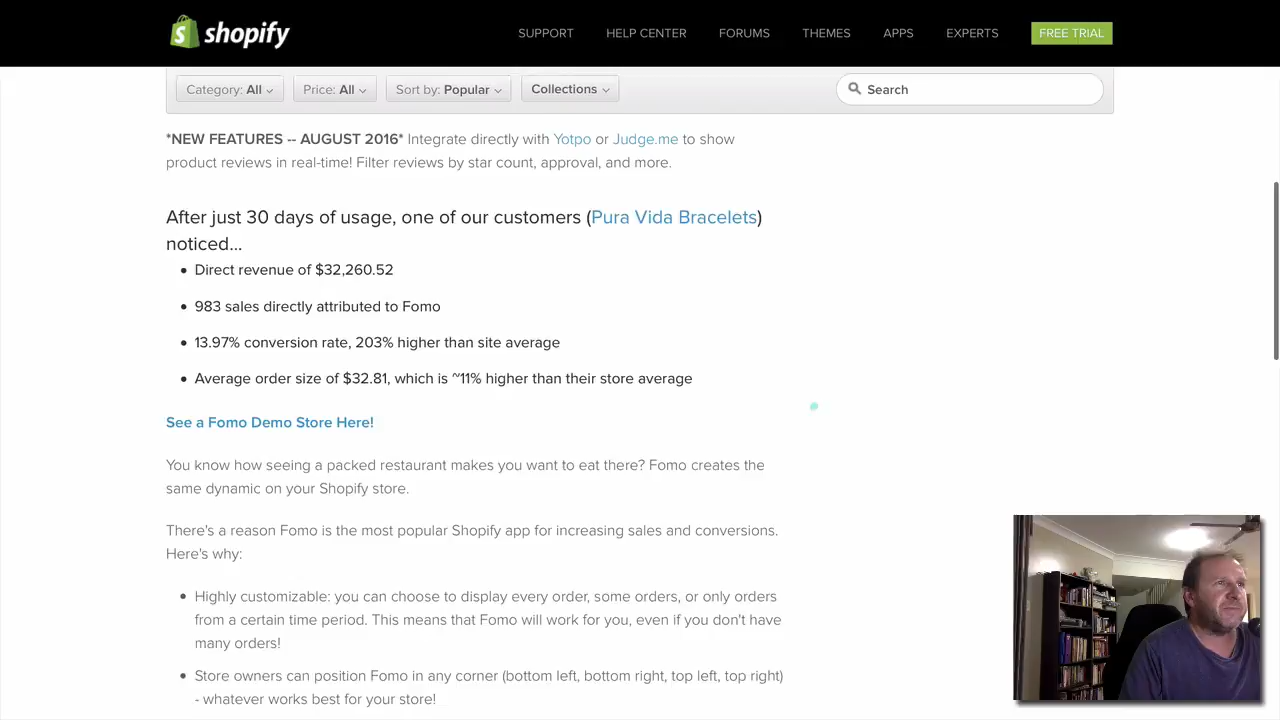 shopify
SUPPORT
HELP CENTER
FORUMS
THEMES
APPS
EXPERTS
FREE TRIAL
Category: All
Price: All
Sort by: Popular
Collections
Search
*NEW FEATURES -- AUGUST 2016* Integrate directly with Yotpo or Judge.me to show
product reviews in real-time! Filter reviews by star count, approval, and more.
After just 30 days of usage, one of our customers (Pura Vida Bracelets)
noticed...
• Direct revenue of $32,260.52
• 983 sales directly attributed to Fomo
• 13.97% conversion rate, 203% higher than site average
• Average order size of $32.81, which is ~11% higher than their store average
See a Fomo Demo Store Here!
You know how seeing a packed restaurant makes you want to eat there? Fomo creates the
same dynamic on your Shopify store.
There's a reason Fomo is the most popular Shopify app for increasing sales and conversions.
Here's why:
• Highly customizable: you can choose to display every order, some orders, or only orders
from a certain time period. This means that Fomo will work for you, even if you don't have
many orders!
• Store owners can position Fomo in any corner (bottom left, bottom right, top left, top right)
- whatever works best for your store!